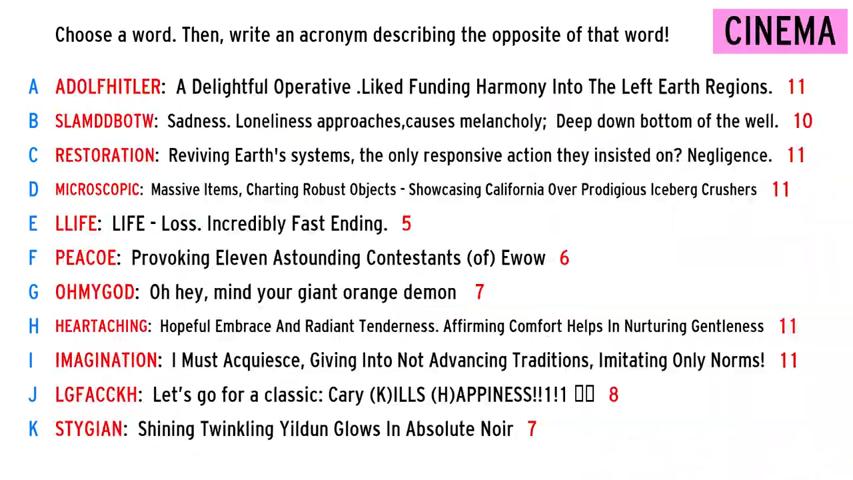 Choose a word. Then, write an acronym describing the opposite of that word!
CINEMA
A ADOLFHITLER: A Delightful Operative .Liked Funding Harmony Into The Left Earth Regions. 11
B SLAMDDBOTW: Sadness. Loneliness approaches,causes melancholy; Deep down bottom of the well. 10
C RESTORATION: Reviving Earth's systems, the only responsive action they insisted on? Negligence. 11
D MICROSCOPIC: Massive Items, Charting Robust Objects - Showcasing California Over Prodigious Iceberg Crushers 11
E LLIFE: LIFE - Loss. Incredibly Fast Ending. 5
F PEACOE: Provoking Eleven Astounding Contestants (of) Ewow 6
G OHMYGOD: Oh hey, mind your giant orange demon 7
H HEARTACHING: Hopeful Embrace And Radiant Tenderness. Affirming Comfort Helps In Nurturing Gentleness 11
I IMAGINATION: I Must Acquiesce, Giving Into Not Advancing Traditions, Imitating Only Norms! 11
J LGFACCKH: Let's go for a classic: Cary (K)ILLS (H)APPINESS!!1!1 8
K STYGIAN: Shining Twinkling Yildun Glows In Absolute Noir 7